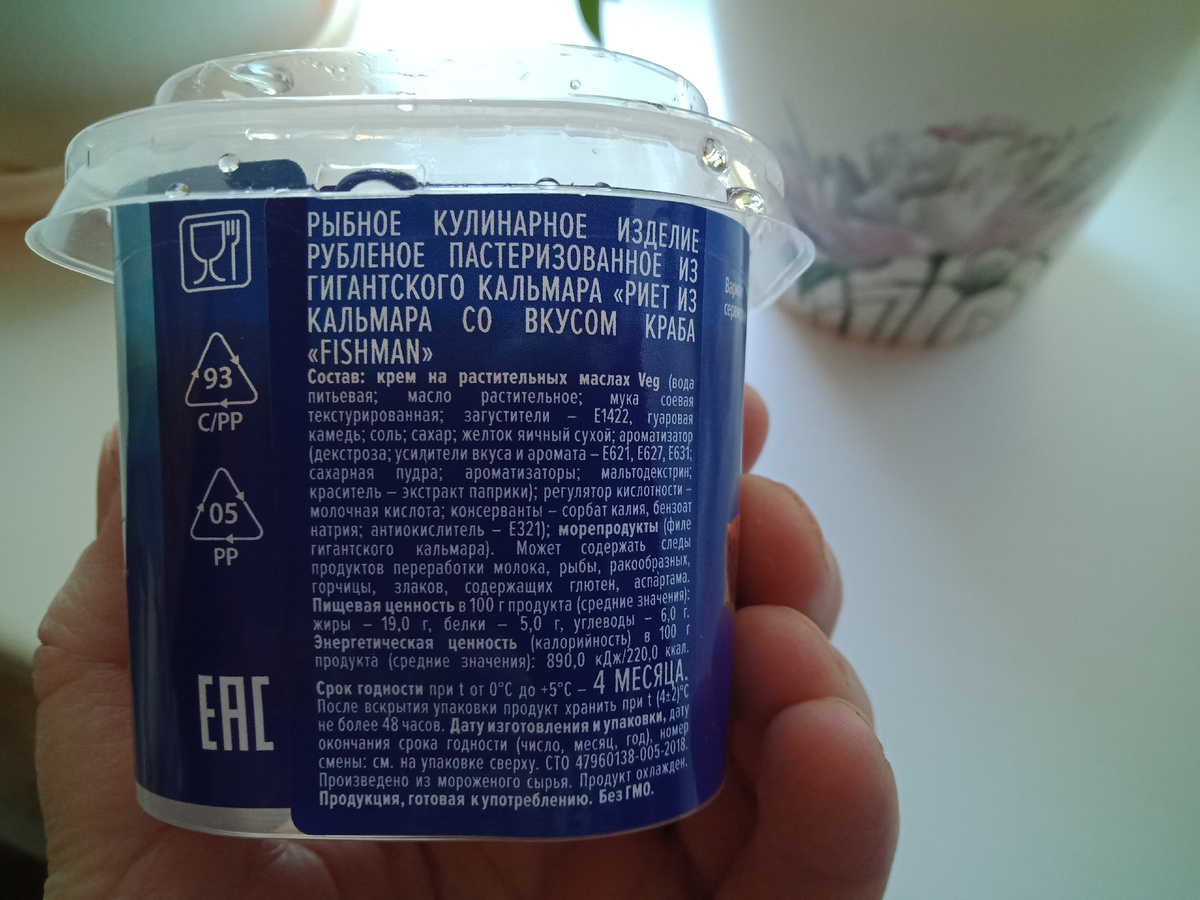 РЫБНОЕ КУЛИНАРНОЕ ИЗДЕЛИЕ
РУБЛЕНОЕ ПАСТЕРИЗОВАННОЕ ИЗ
ГИГАНТСКОГО КАЛЬМАРА «РИЕТ ИЗ
КАЛЬМАРА СО ВКУСОМ КРАБА
«FISHMAN»
Состав: крем на растительных маслах Veg (вода
питьевая; масло растительное; мука соевая
текстурированная; загустители – E1422, гуаровая
камедь; соль; сахар; желток яичный сухой; ароматизатор
(декстроза; усилители вкуса и аромата – E621, E627, E631;
сахарная пудра; ароматизаторы; мальтодекстрин;
краситель – экстракт паприки); регулятор кислотности –
молочная кислота; консерванты – сорбат калия, бензоат
натрия; антиокислитель – E321); морепродукты (филе
гигантского кальмара). Может содержать следы
продуктов переработки молока, рыбы, ракообразных,
горчицы, злаков, содержащих глютен, аспартама.
Пищевая ценность в 100 г продукта (средние значения):
жиры – 19,0 г, белки – 5,0 г, углеводы – 6,0 г.
Энергетическая ценность (калорийность) в 100 г
продукта (средние значения): 890,0 кДж/220,0 ккал.
Срок годности при t от 0°C до +5°C – 4 МЕСЯЦА.
После вскрытия упаковки продукт хранить при t (4±2)°C
не более 48 часов. Дату изготовления и упаковки, дату
окончания срока годности (число, месяц, год), номер
смены: см. на упаковке сверху. СТО 47960138-005-2018.
Произведено из мороженого сырья. Продукт охлажден.
Продукция, готовая к употреблению. Без ГМО.
93
C/PP
05
PP
EAC